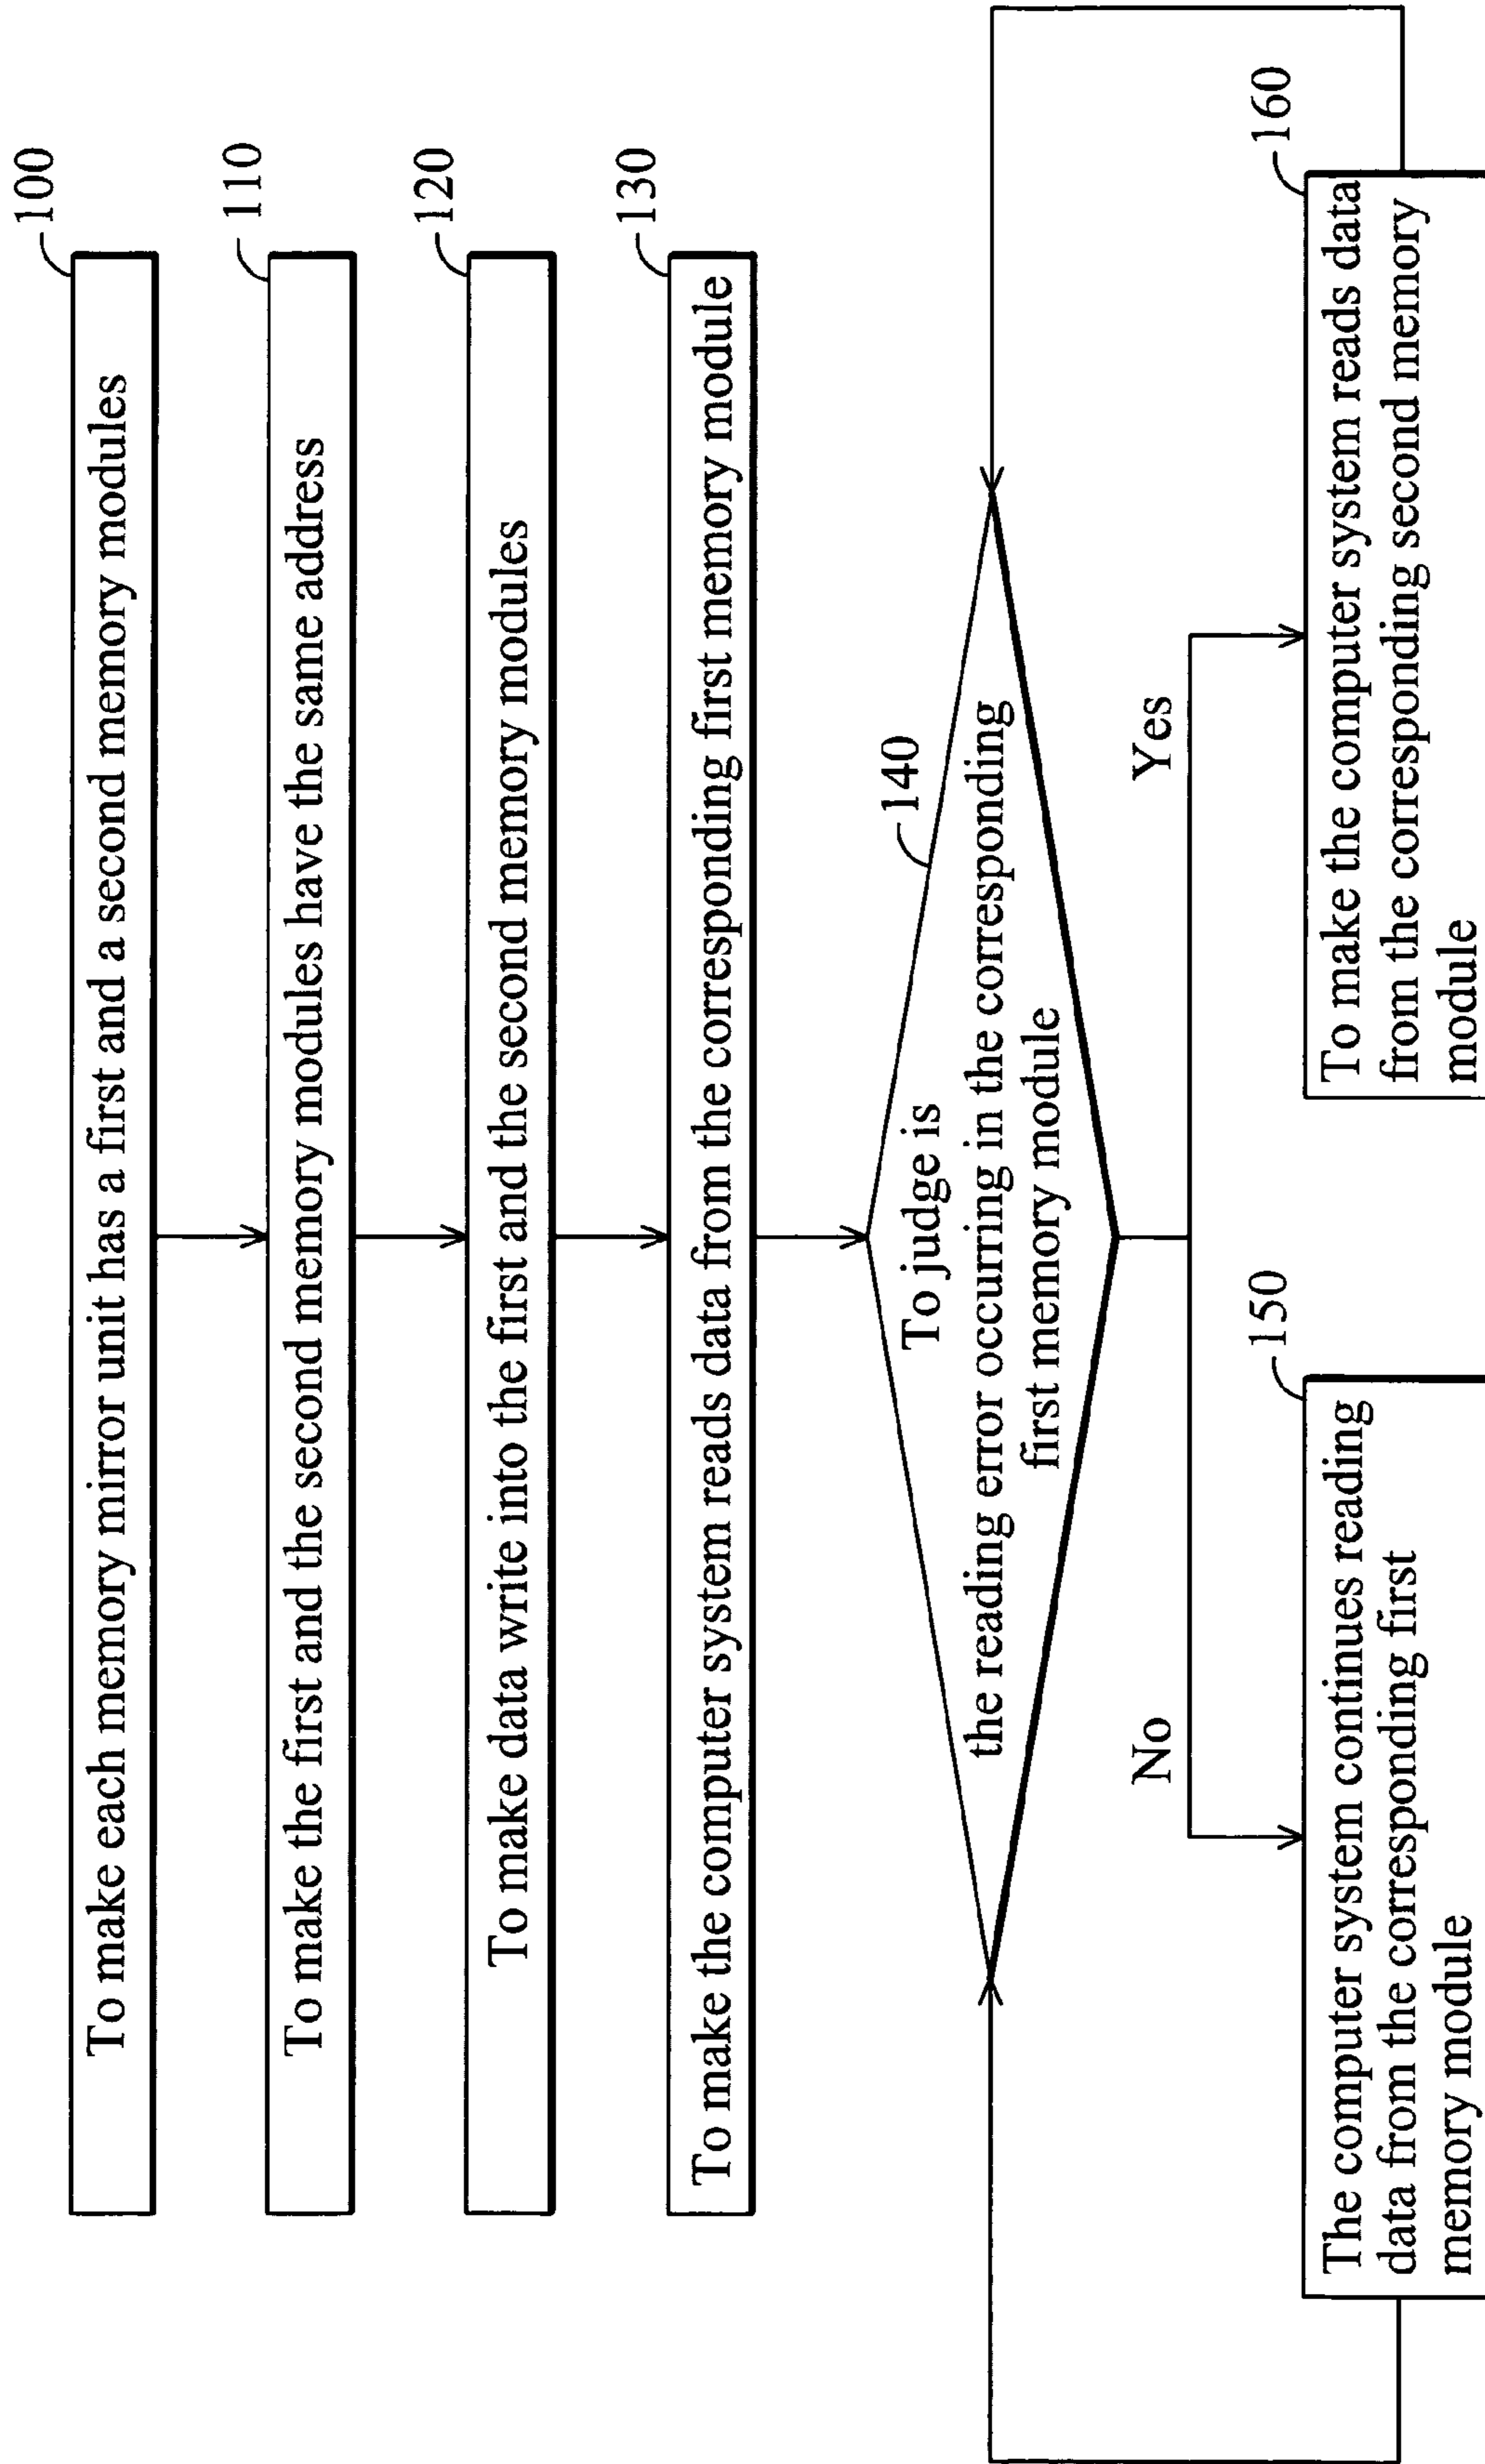 100
To make each memory mirror unit has a first and a second memory modules
110
To make the first and the second memory modules have the same address
120
To make data write into the first and the second memory modules
130
To make the computer system reads data from the corresponding first memory module
140
To judge is
the reading error occurring in the corresponding
first memory module
No
Yes
150
The computer system continues reading
data from the corresponding first
memory module
160
To make the computer system reads data
from the corresponding second memory
module